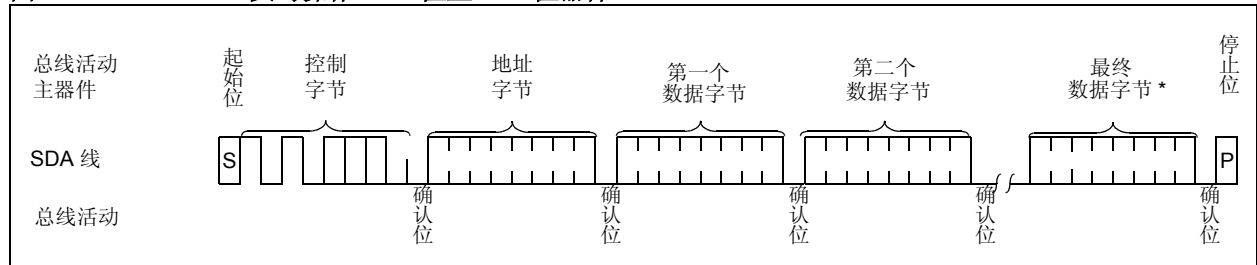 总线活动
主器件
起始位
控制
字节
地址
字节
第一个
数据字节
第二个
数据字节
最终
数据字节 *
停止位
SDA 线
S
P
总线活动
确认位
确认位
确认位
确认位
确认位